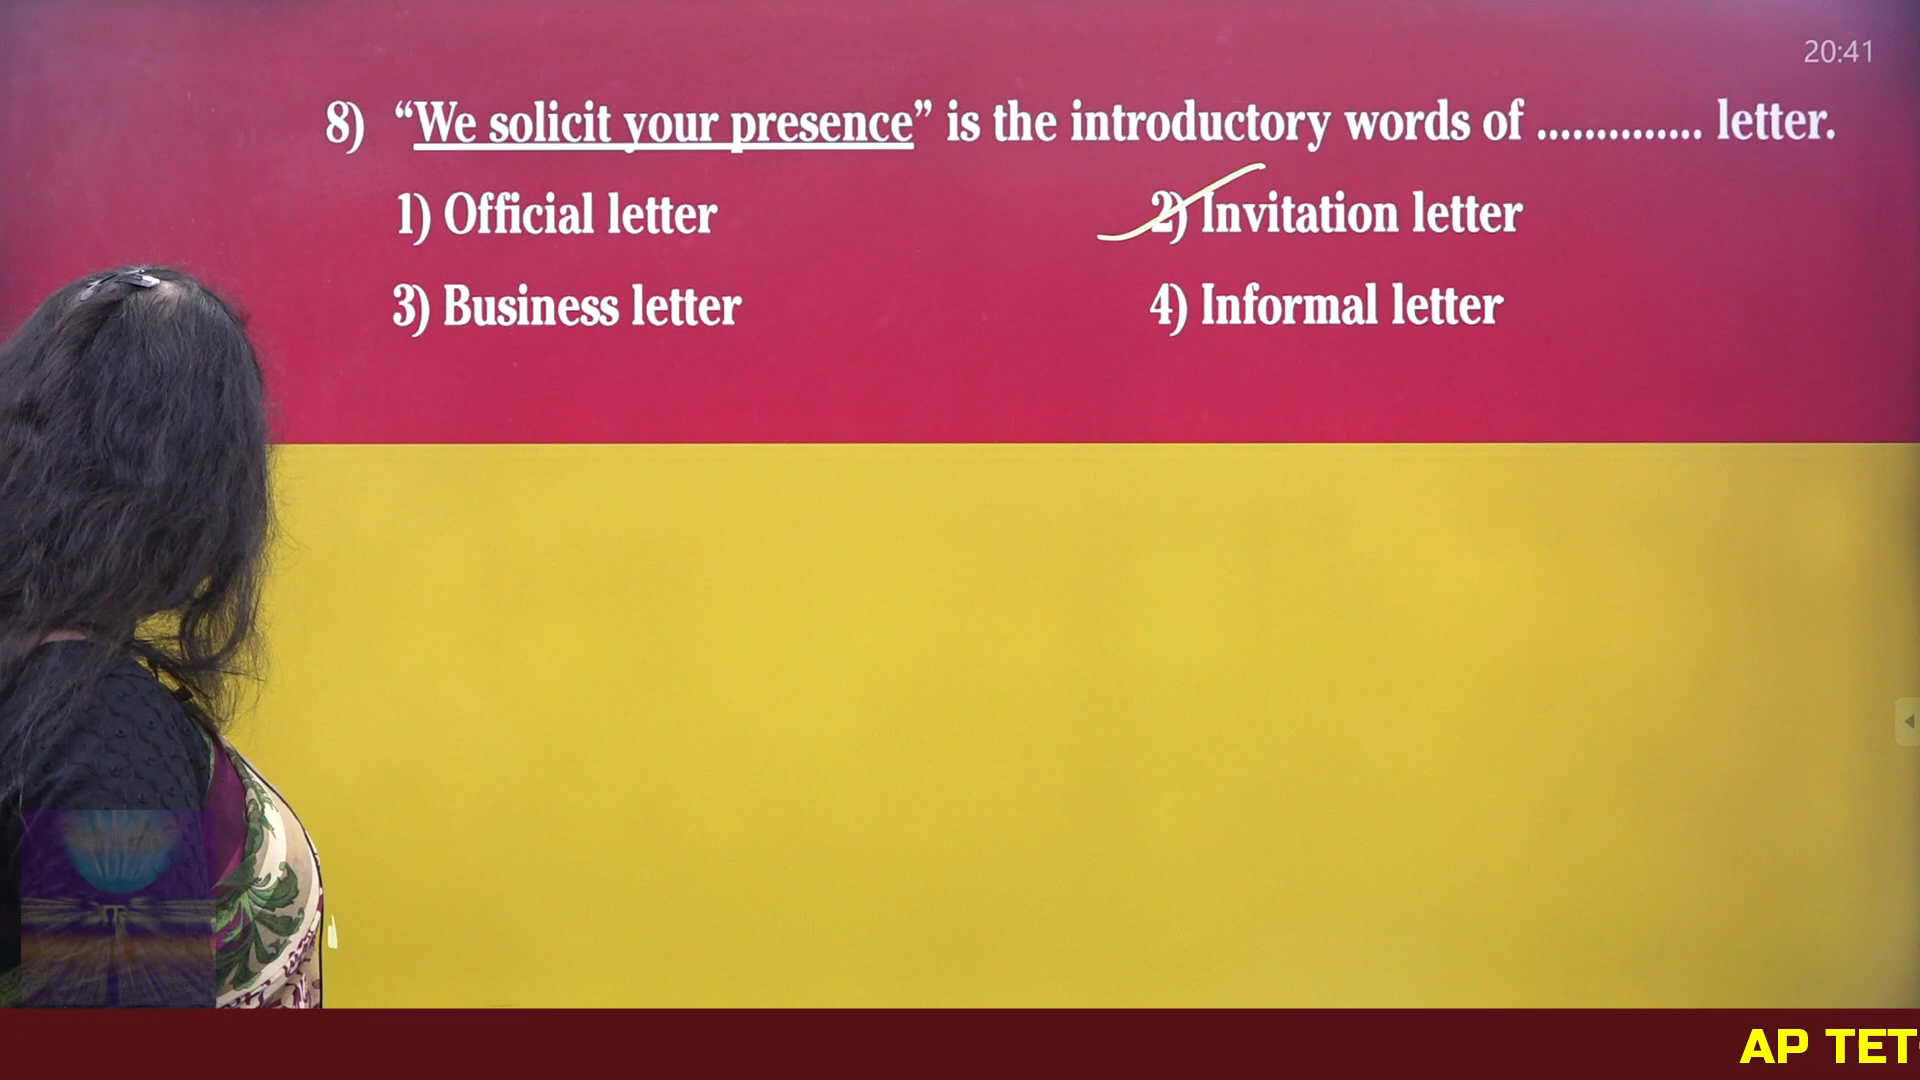 20:41
8) “We solicit your presence” is the introductory words of .............. letter.
1) Official letter
2) Invitation letter
3) Business letter
4) Informal letter
AP TET